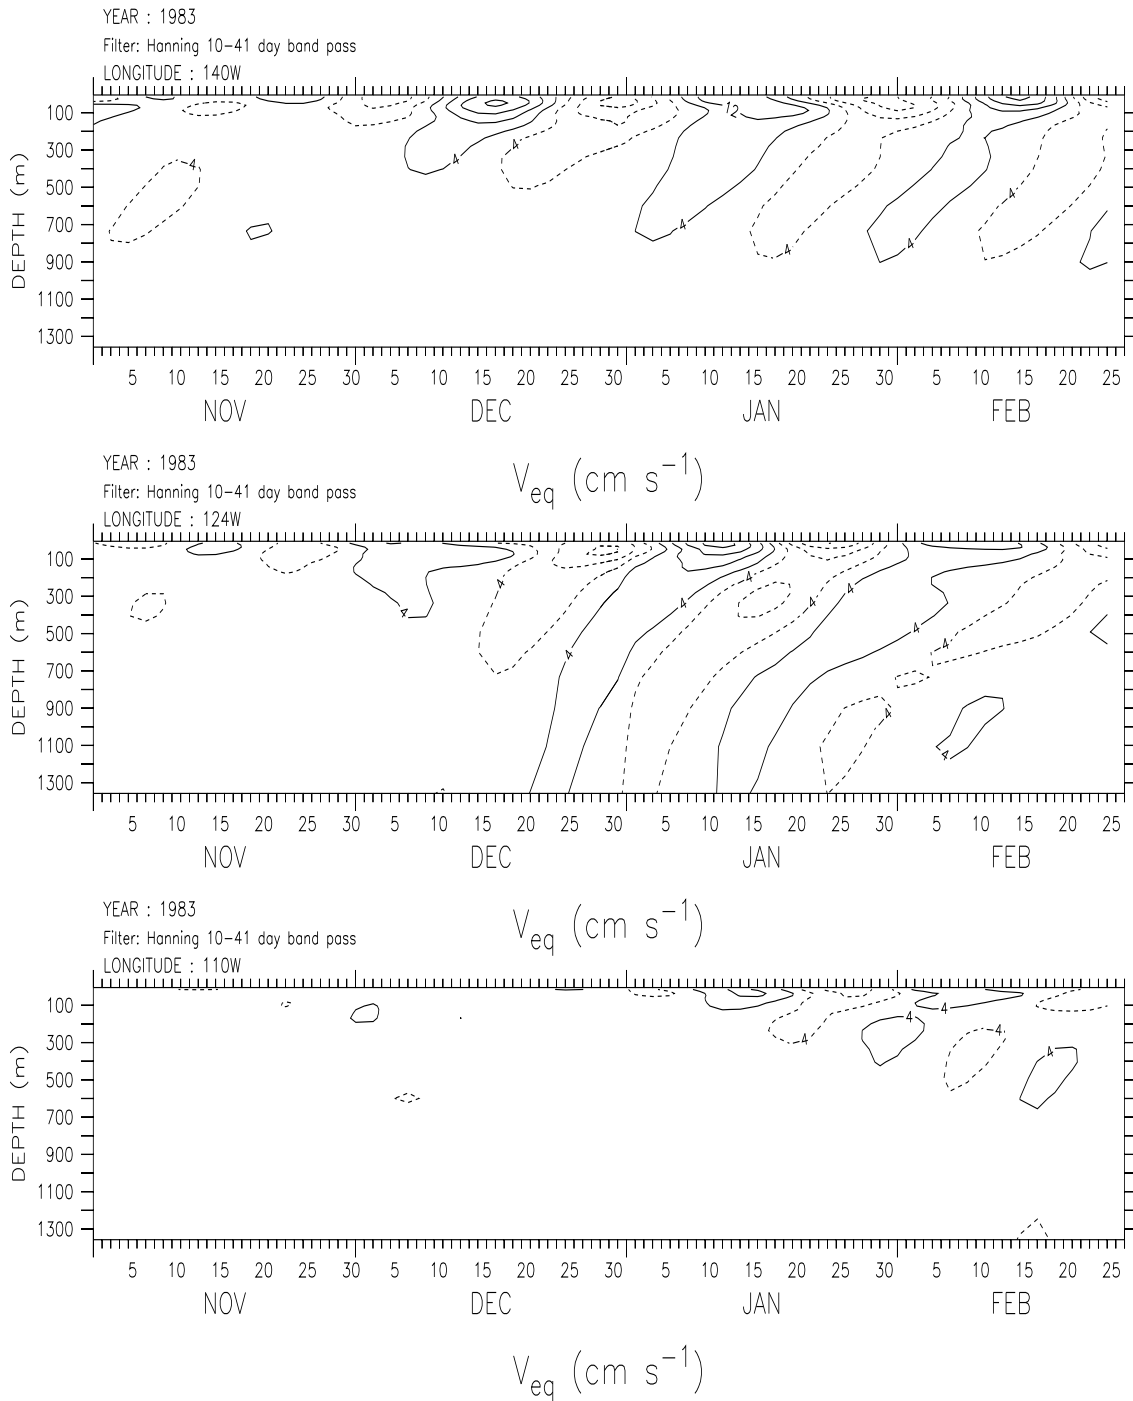 YEAR : 1983
Filter: Hanning 10-41 day band pass
LONGITUDE : 140W
DEPTH (m)
100
300
500
700
900
1100
1300
4 4 4 4 4 4 4 4 12
5 10 15 20 25 30 5 10 15 20 25 30 5 10 15 20 25 30 5 10 15 20 25
NOV DEC JAN FEB
V_eq (cm s^-1)
YEAR : 1983
Filter: Hanning 10-41 day band pass
LONGITUDE : 124W
DEPTH (m)
100
300
500
700
900
1100
1300
4 4 4 4 4 4 4 4 4 4 4
5 10 15 20 25 30 5 10 15 20 25 30 5 10 15 20 25 30 5 10 15 20 25
NOV DEC JAN FEB
V_eq (cm s^-1)
YEAR : 1983
Filter: Hanning 10-41 day band pass
LONGITUDE : 110W
DEPTH (m)
100
300
500
700
900
1100
1300
4 4 4 4 4
5 10 15 20 25 30 5 10 15 20 25 30 5 10 15 20 25 30 5 10 15 20 25
NOV DEC JAN FEB
V_eq (cm s^-1)